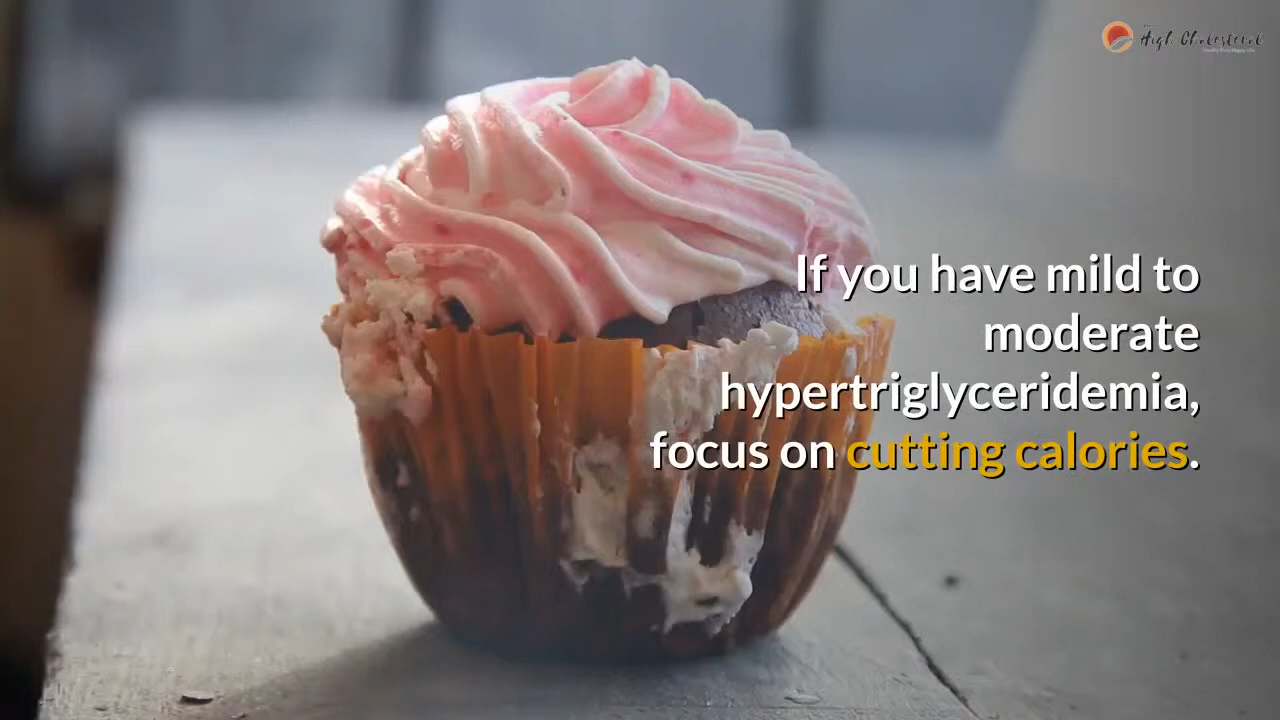 High Cholesterol
If you have mild to
moderate
hypertriglyceridemia,
focus on cutting calories.